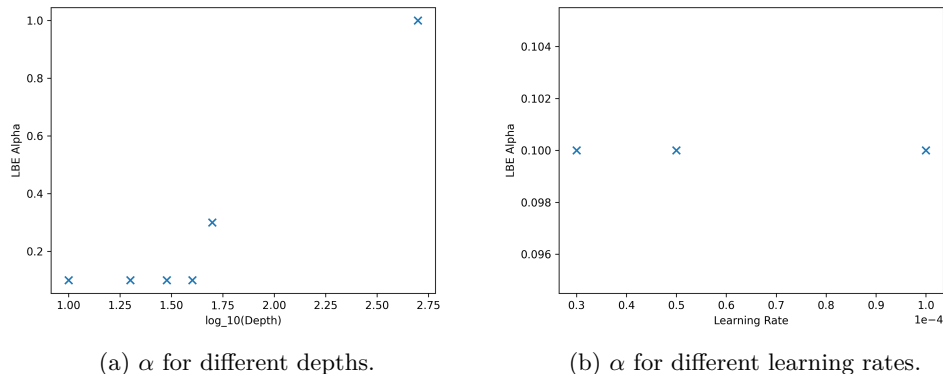 1.0
0.8
0.6
0.4
0.2
LBE Alpha
1.00 1.25 1.50 1.75 2.00 2.25 2.50 2.75
log_10(Depth)
(a) α for different depths.
0.104
0.102
0.100
0.098
0.096
LBE Alpha
0.3 0.4 0.5 0.6 0.7 0.8 0.9 1.0
1e−4
Learning Rate
(b) α for different learning rates.